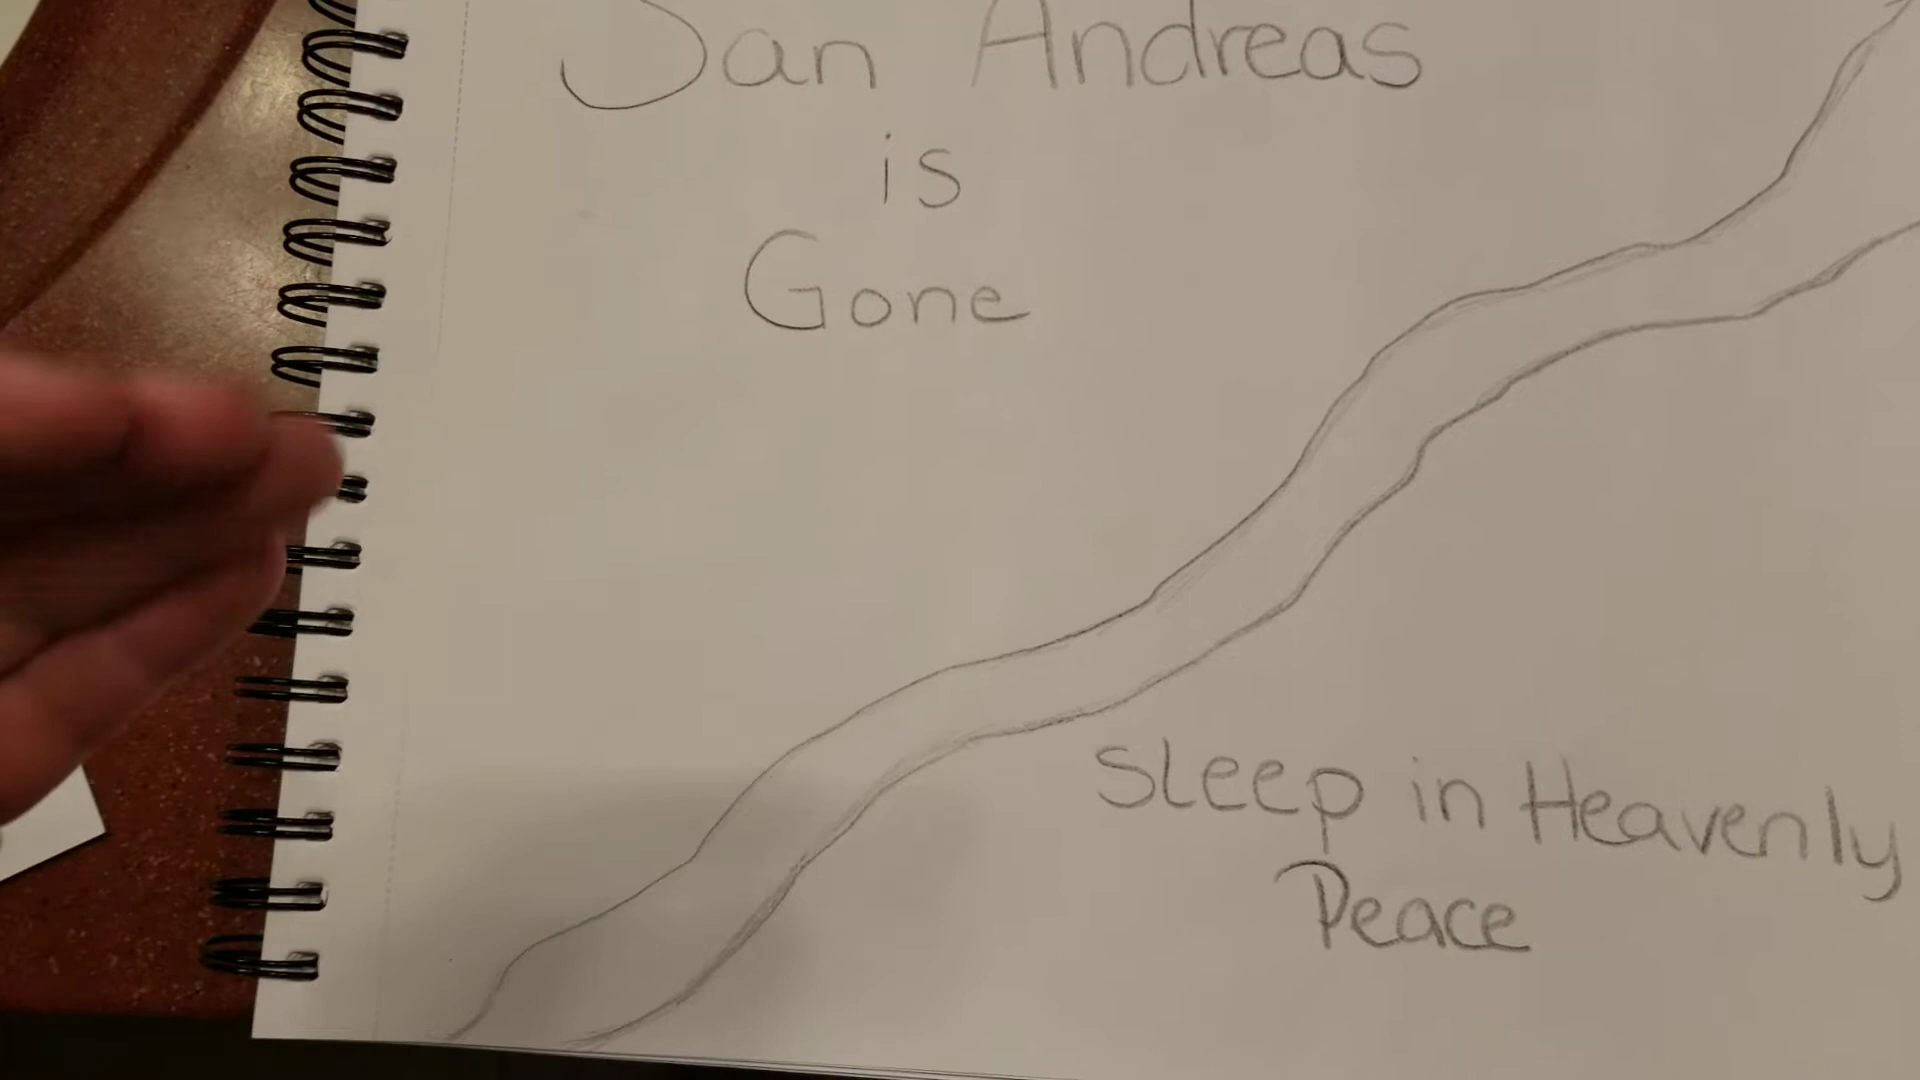 San Andreas
is
Gone
Sleep in Heavenly
Peace